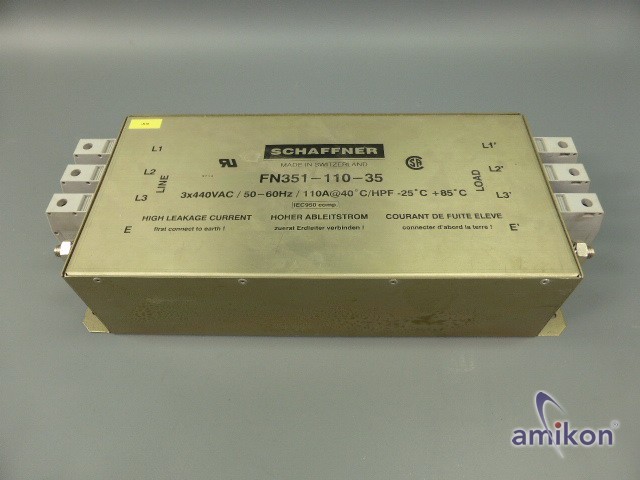 SCHAFFNER
MADE IN SWITZERLAND
FN351-110-35
3x440VAC / 50-60Hz / 110A@40°C/HPF -25°C +85°C
IEC950 comp.
L1
L2
L3
LINE
E
L1'
L2'
L3'
LOAD
E'
HIGH LEAKAGE CURRENT
first connect to earth !
HOHER ABLEITSTROM
zuerst Erdleiter verbinden !
COURANT DE FUITE ELEVE
connecter d'abord la terre !
amikon